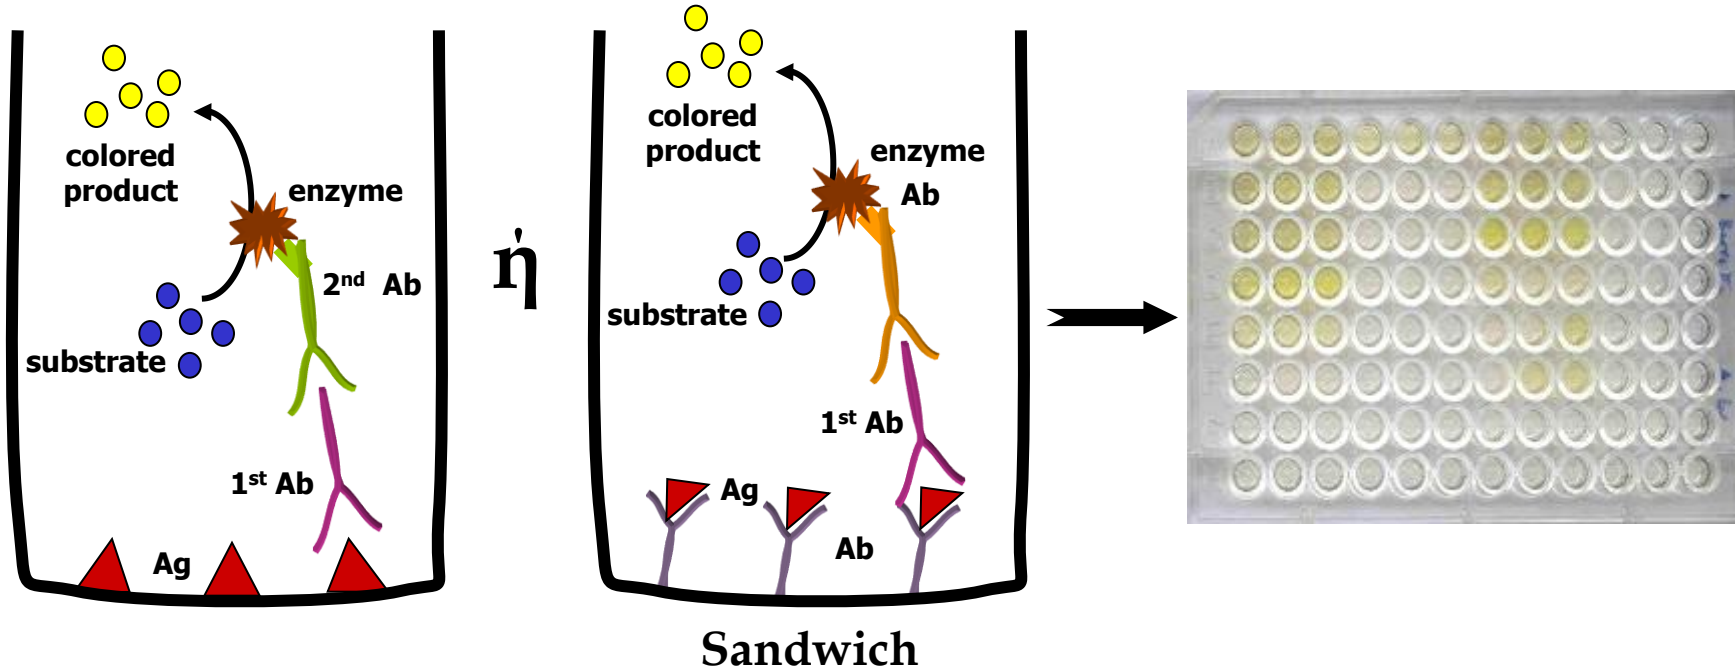 colored
product
enzyme
2nd Ab
substrate
1st Ab
Ag
ή
colored
product
enzyme
Ab
substrate
1st Ab
Ag
Ab
Sandwich